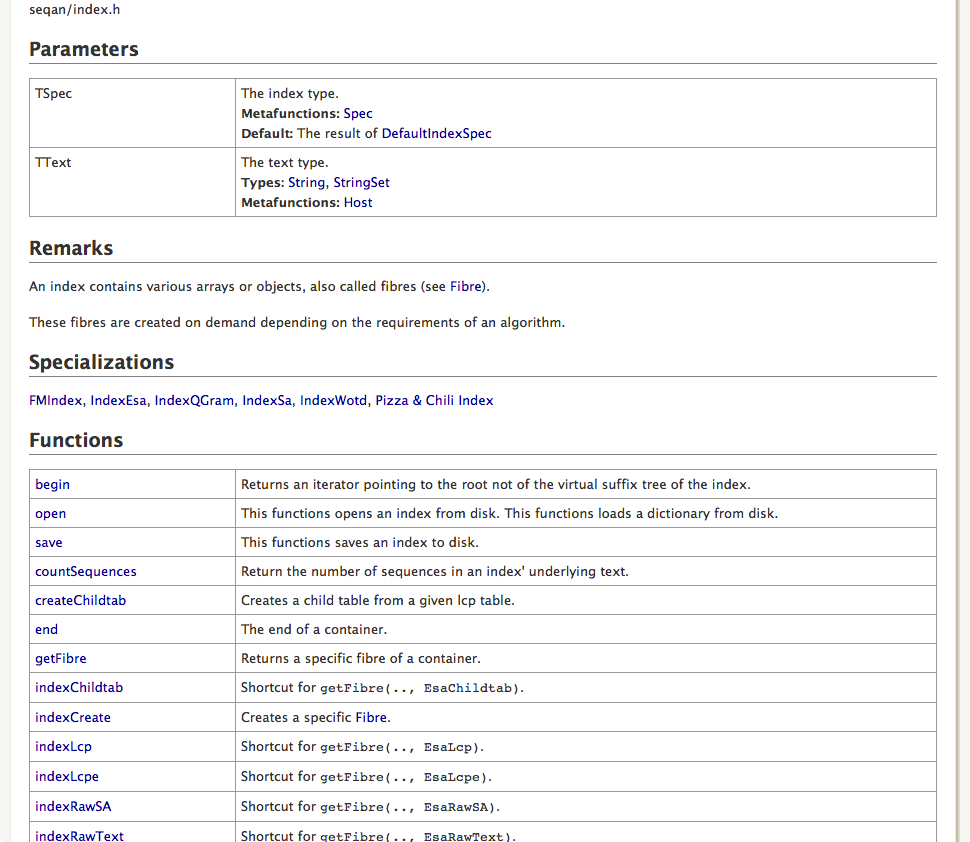 seqan/index.h
Parameters
TSpec
The index type.
Metafunctions: Spec
Default: The result of DefaultIndexSpec
TText
The text type.
Types: String, StringSet
Metafunctions: Host
Remarks
An index contains various arrays or objects, also called fibres (see Fibre).
These fibres are created on demand depending on the requirements of an algorithm.
Specializations
FMIndex, IndexEsa, IndexQGram, IndexSa, IndexWotd, Pizza & Chili Index
Functions
begin Returns an iterator pointing to the root not of the virtual suffix tree of the index.
open This functions opens an index from disk. This functions loads a dictionary from disk.
save This functions saves an index to disk.
countSequences Return the number of sequences in an index' underlying text.
createChildtab Creates a child table from a given lcp table.
end The end of a container.
getFibre Returns a specific fibre of a container.
indexChildtab Shortcut for getFibre(.., EsaChildtab).
indexCreate Creates a specific Fibre.
indexLcp Shortcut for getFibre(.., EsaLcp).
indexLcpe Shortcut for getFibre(.., EsaLcpe).
indexRawSA Shortcut for getFibre(.., EsaRawSA).
indexRawText Shortcut for getFibre(.., EsaRawText).